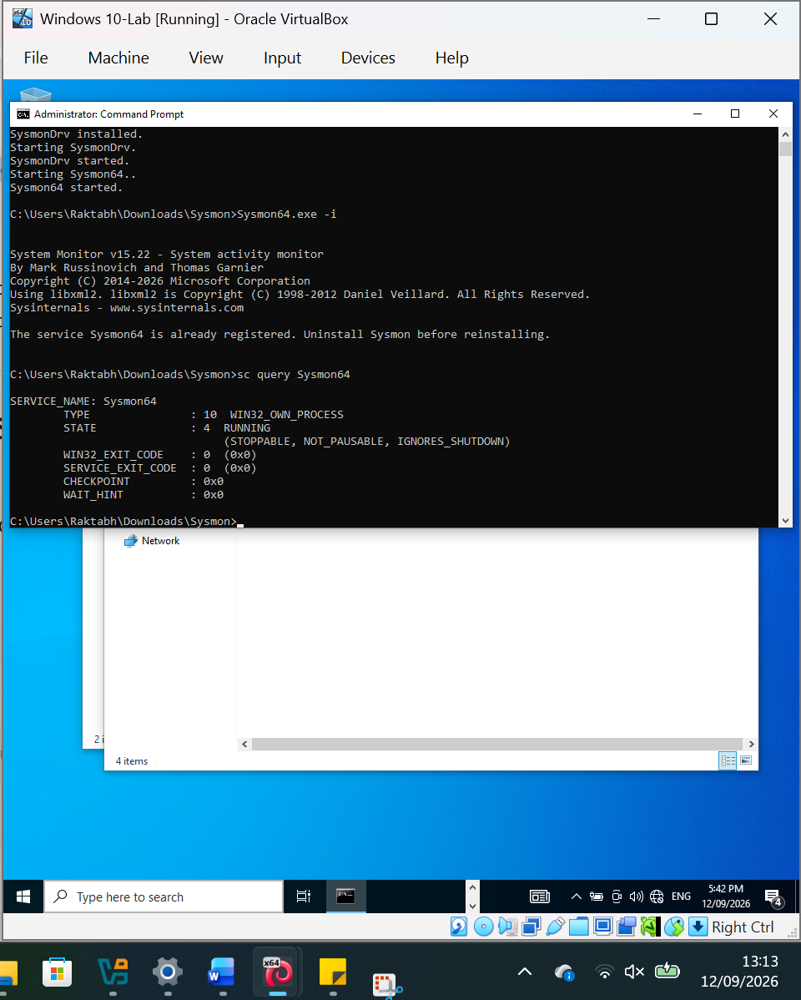 Windows 10-Lab [Running] - Oracle VirtualBox
File Machine View Input Devices Help
Administrator: Command Prompt
SysmonDrv installed.
Starting SysmonDrv.
SysmonDrv started.
Starting Sysmon64..
Sysmon64 started.
C:\Users\Raktabh\Downloads\Sysmon>Sysmon64.exe -i
System Monitor v15.22 - System activity monitor
By Mark Russinovich and Thomas Garnier
Copyright (C) 2014-2026 Microsoft Corporation
Using libxml2. libxml2 is Copyright (C) 1998-2012 Daniel Veillard. All Rights Reserved.
Sysinternals - www.sysinternals.com
The service Sysmon64 is already registered. Uninstall Sysmon before reinstalling.
C:\Users\Raktabh\Downloads\Sysmon>sc query Sysmon64
SERVICE_NAME: Sysmon64
TYPE : 10 WIN32_OWN_PROCESS
STATE : 4 RUNNING
(STOPPABLE, NOT_PAUSABLE, IGNORES_SHUTDOWN)
WIN32_EXIT_CODE : 0 (0x0)
SERVICE_EXIT_CODE : 0 (0x0)
CHECKPOINT : 0x0
WAIT_HINT : 0x0
C:\Users\Raktabh\Downloads\Sysmon>
Network
2 i
4 items
Type here to search
ENG
5:42 PM
12/09/2026
4
Right Ctrl
x64
13:13
12/09/2026